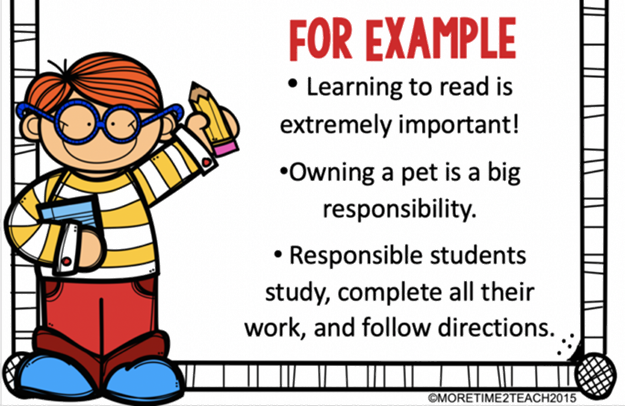 FOR EXAMPLE
• Learning to read is
extremely important!
•Owning a pet is a big
responsibility.
• Responsible students
study, complete all their
work, and follow directions.
©MORETIME2TEACH2015